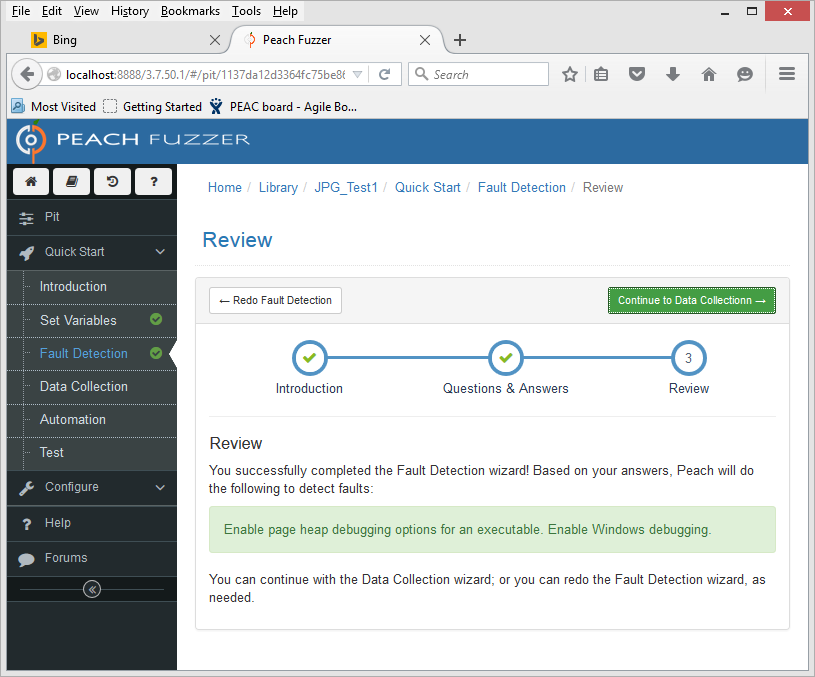 File Edit View History Bookmarks Tools Help
Bing
Peach Fuzzer
localhost:8888/3.7.50.1/#/pit/1137da12d3364fc75be86
Search
Most Visited Getting Started PEAC board - Agile Bo...
PEACH FUZZER
Home / Library / JPG_Test1 / Quick Start / Fault Detection / Review
Pit
Quick Start
Introduction
Set Variables
Fault Detection
Data Collection
Automation
Test
Configure
? Help
Forums
Review
← Redo Fault Detection
Continue to Data Collectionn →
3
Introduction
Questions & Answers
Review
Review
You successfully completed the Fault Detection wizard! Based on your answers, Peach will do
the following to detect faults:
Enable page heap debugging options for an executable. Enable Windows debugging.
You can continue with the Data Collection wizard; or you can redo the Fault Detection wizard, as
needed.